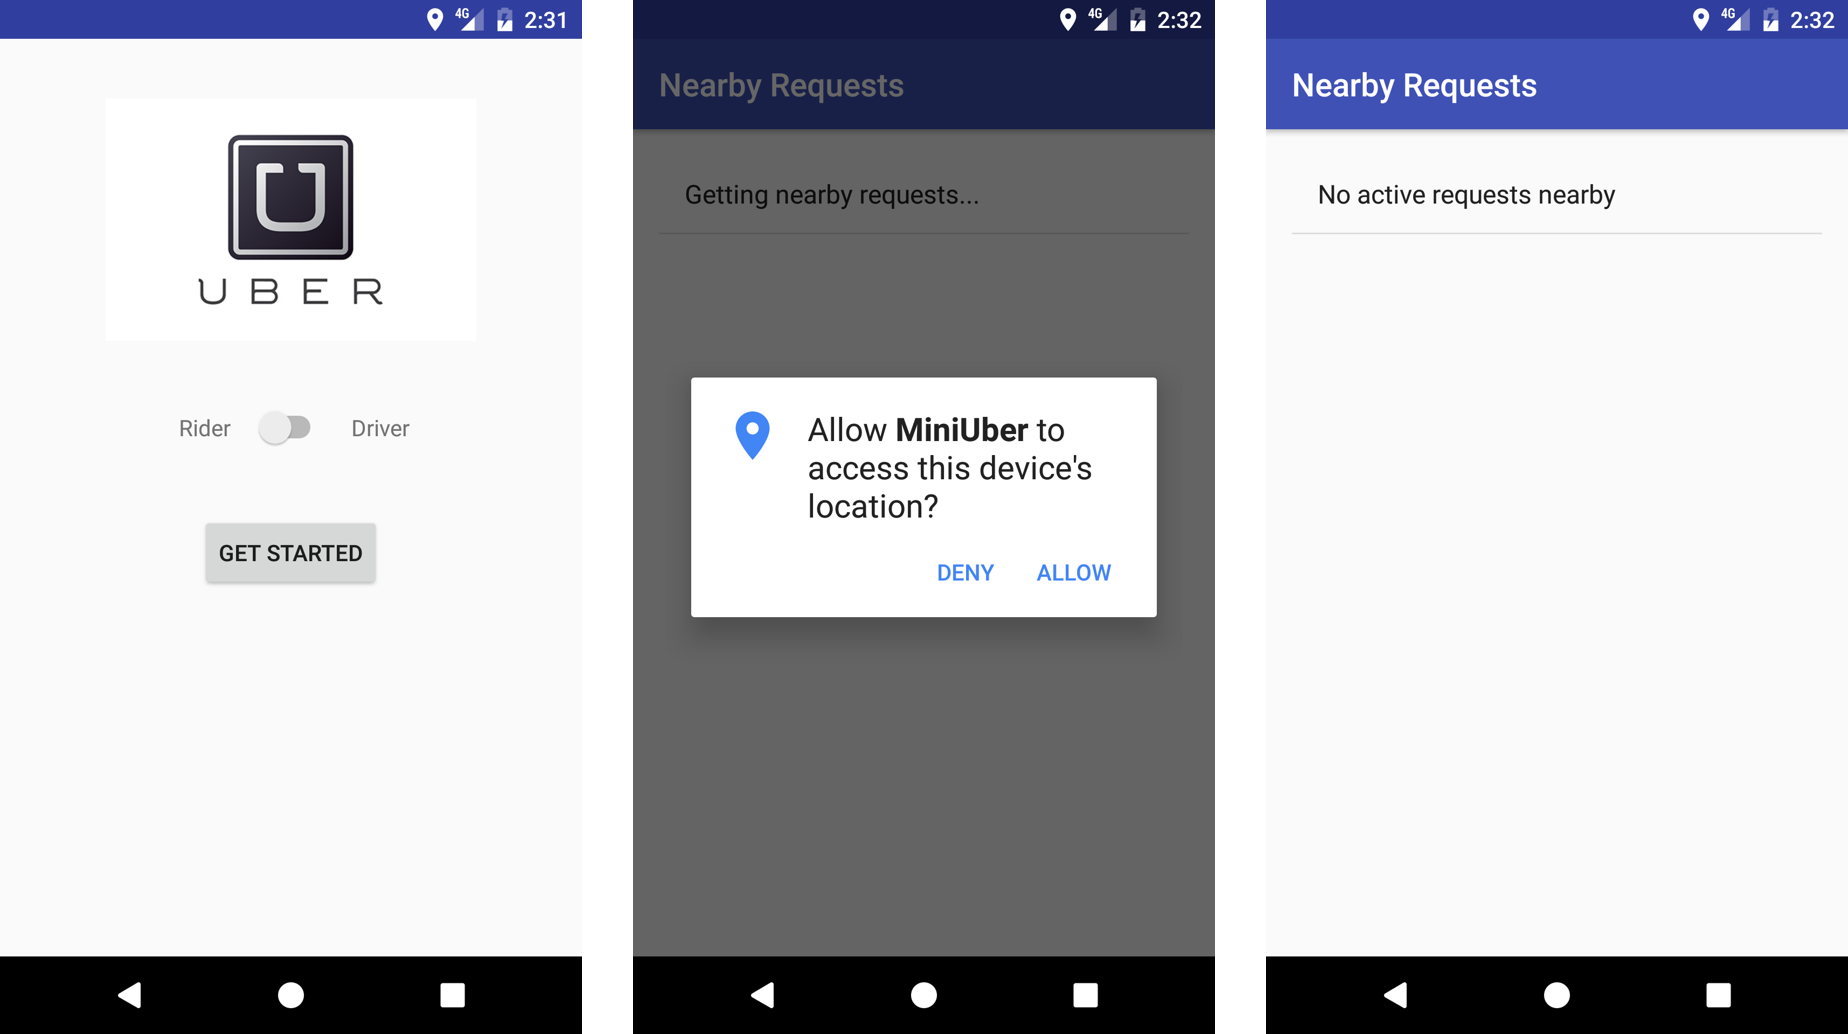 4G 2:31
UBER
Rider Driver
GET STARTED
4G 2:32
Nearby Requests
Getting nearby requests...
Allow MiniUber to
access this device's
location?
DENY ALLOW
4G 2:32
Nearby Requests
No active requests nearby